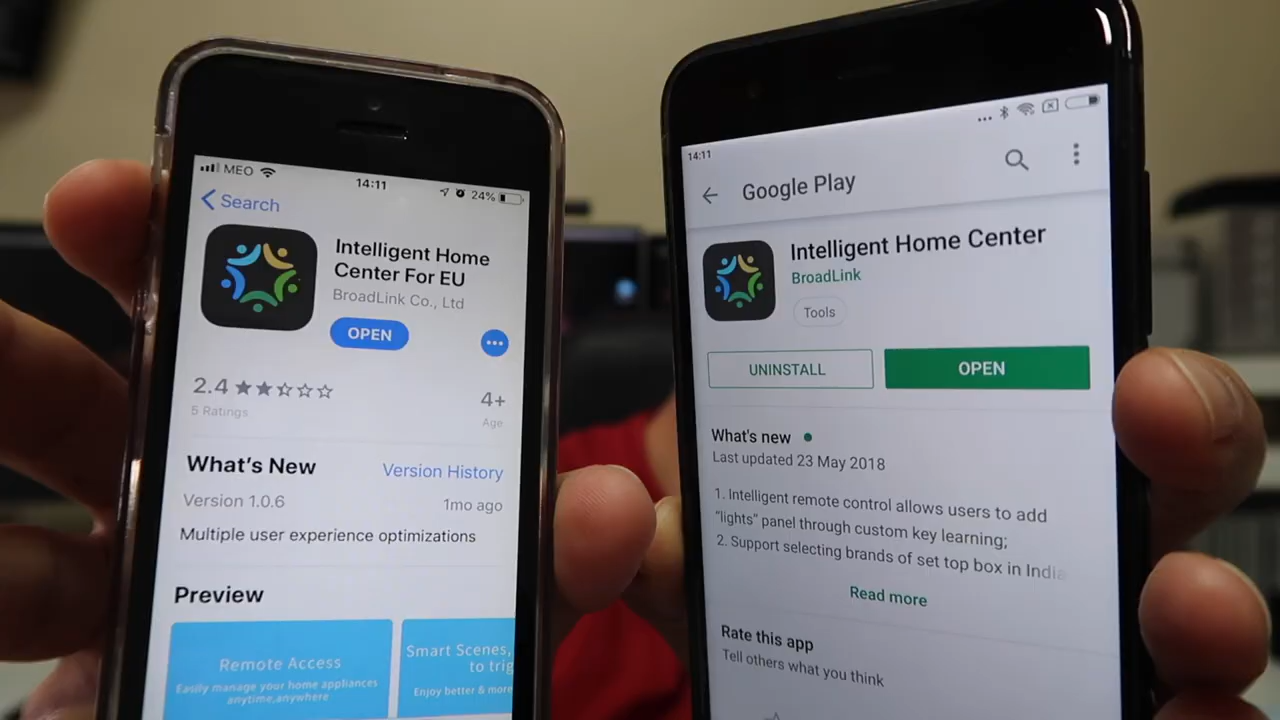 MEO
14:11
24%
Search
Intelligent Home
Center For EU
BroadLink Co., Ltd
OPEN
2.4
5 Ratings
4+
Age
What's New
Version History
Version 1.0.6
1mo ago
Multiple user experience optimizations
Preview
Remote Access
Easily manage your home appliances
anytime,anywhere
Smart Scenes,
to trig
Enjoy better & more
14:11
Google Play
Intelligent Home Center
BroadLink
Tools
UNINSTALL
OPEN
What's new
Last updated 23 May 2018
1. Intelligent remote control allows users to add
"lights" panel through custom key learning;
2. Support selecting brands of set top box in India
Read more
Rate this app
Tell others what you think